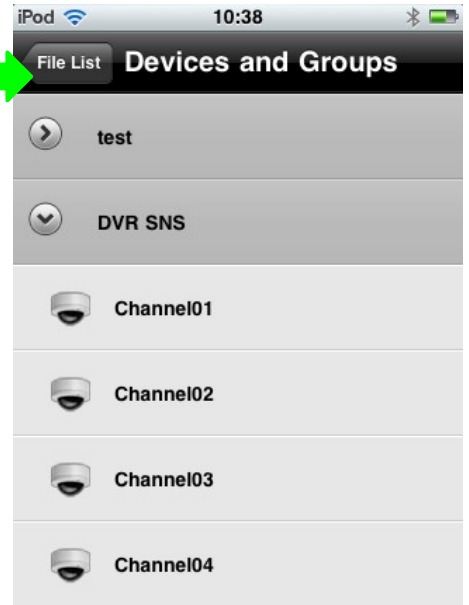 iPod 10:38
File List Devices and Groups
test
DVR SNS
Channel01
Channel02
Channel03
Channel04